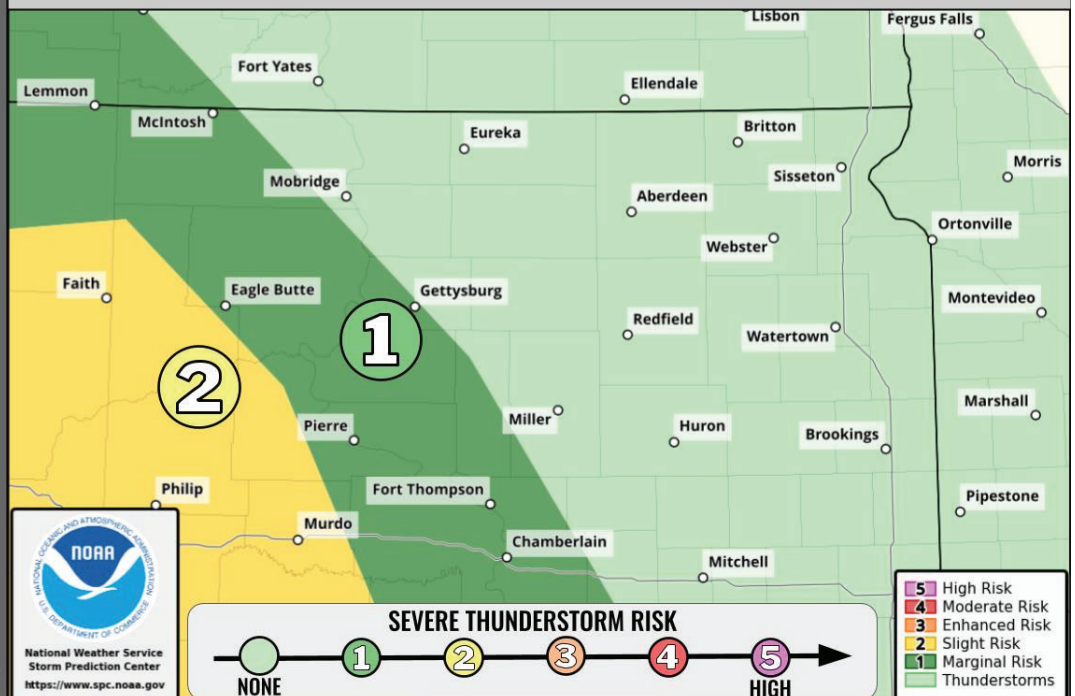 Lisbon
Fergus Falls
Fort Yates
Lemmon
Ellendale
McIntosh
Eureka
Britton
Morris
Sisseton
Mobridge
Aberdeen
Ortonville
Webster
Faith
Eagle Butte
Gettysburg
Montevideo
1
Redfield
Watertown
2
Marshall
Miller
Pierre
Huron
Brookings
Philip
Fort Thompson
Pipestone
Murdo
Chamberlain
Mitchell
NATIONAL OCEANIC AND ATMOSPHERIC ADMINISTRATION
NOAA
U.S. DEPARTMENT OF COMMERCE
National Weather Service
Storm Prediction Center
https://www.spc.noaa.gov
SEVERE THUNDERSTORM RISK
1 2 3 4 5
NONE HIGH
5 High Risk
4 Moderate Risk
3 Enhanced Risk
2 Slight Risk
1 Marginal Risk
Thunderstorms